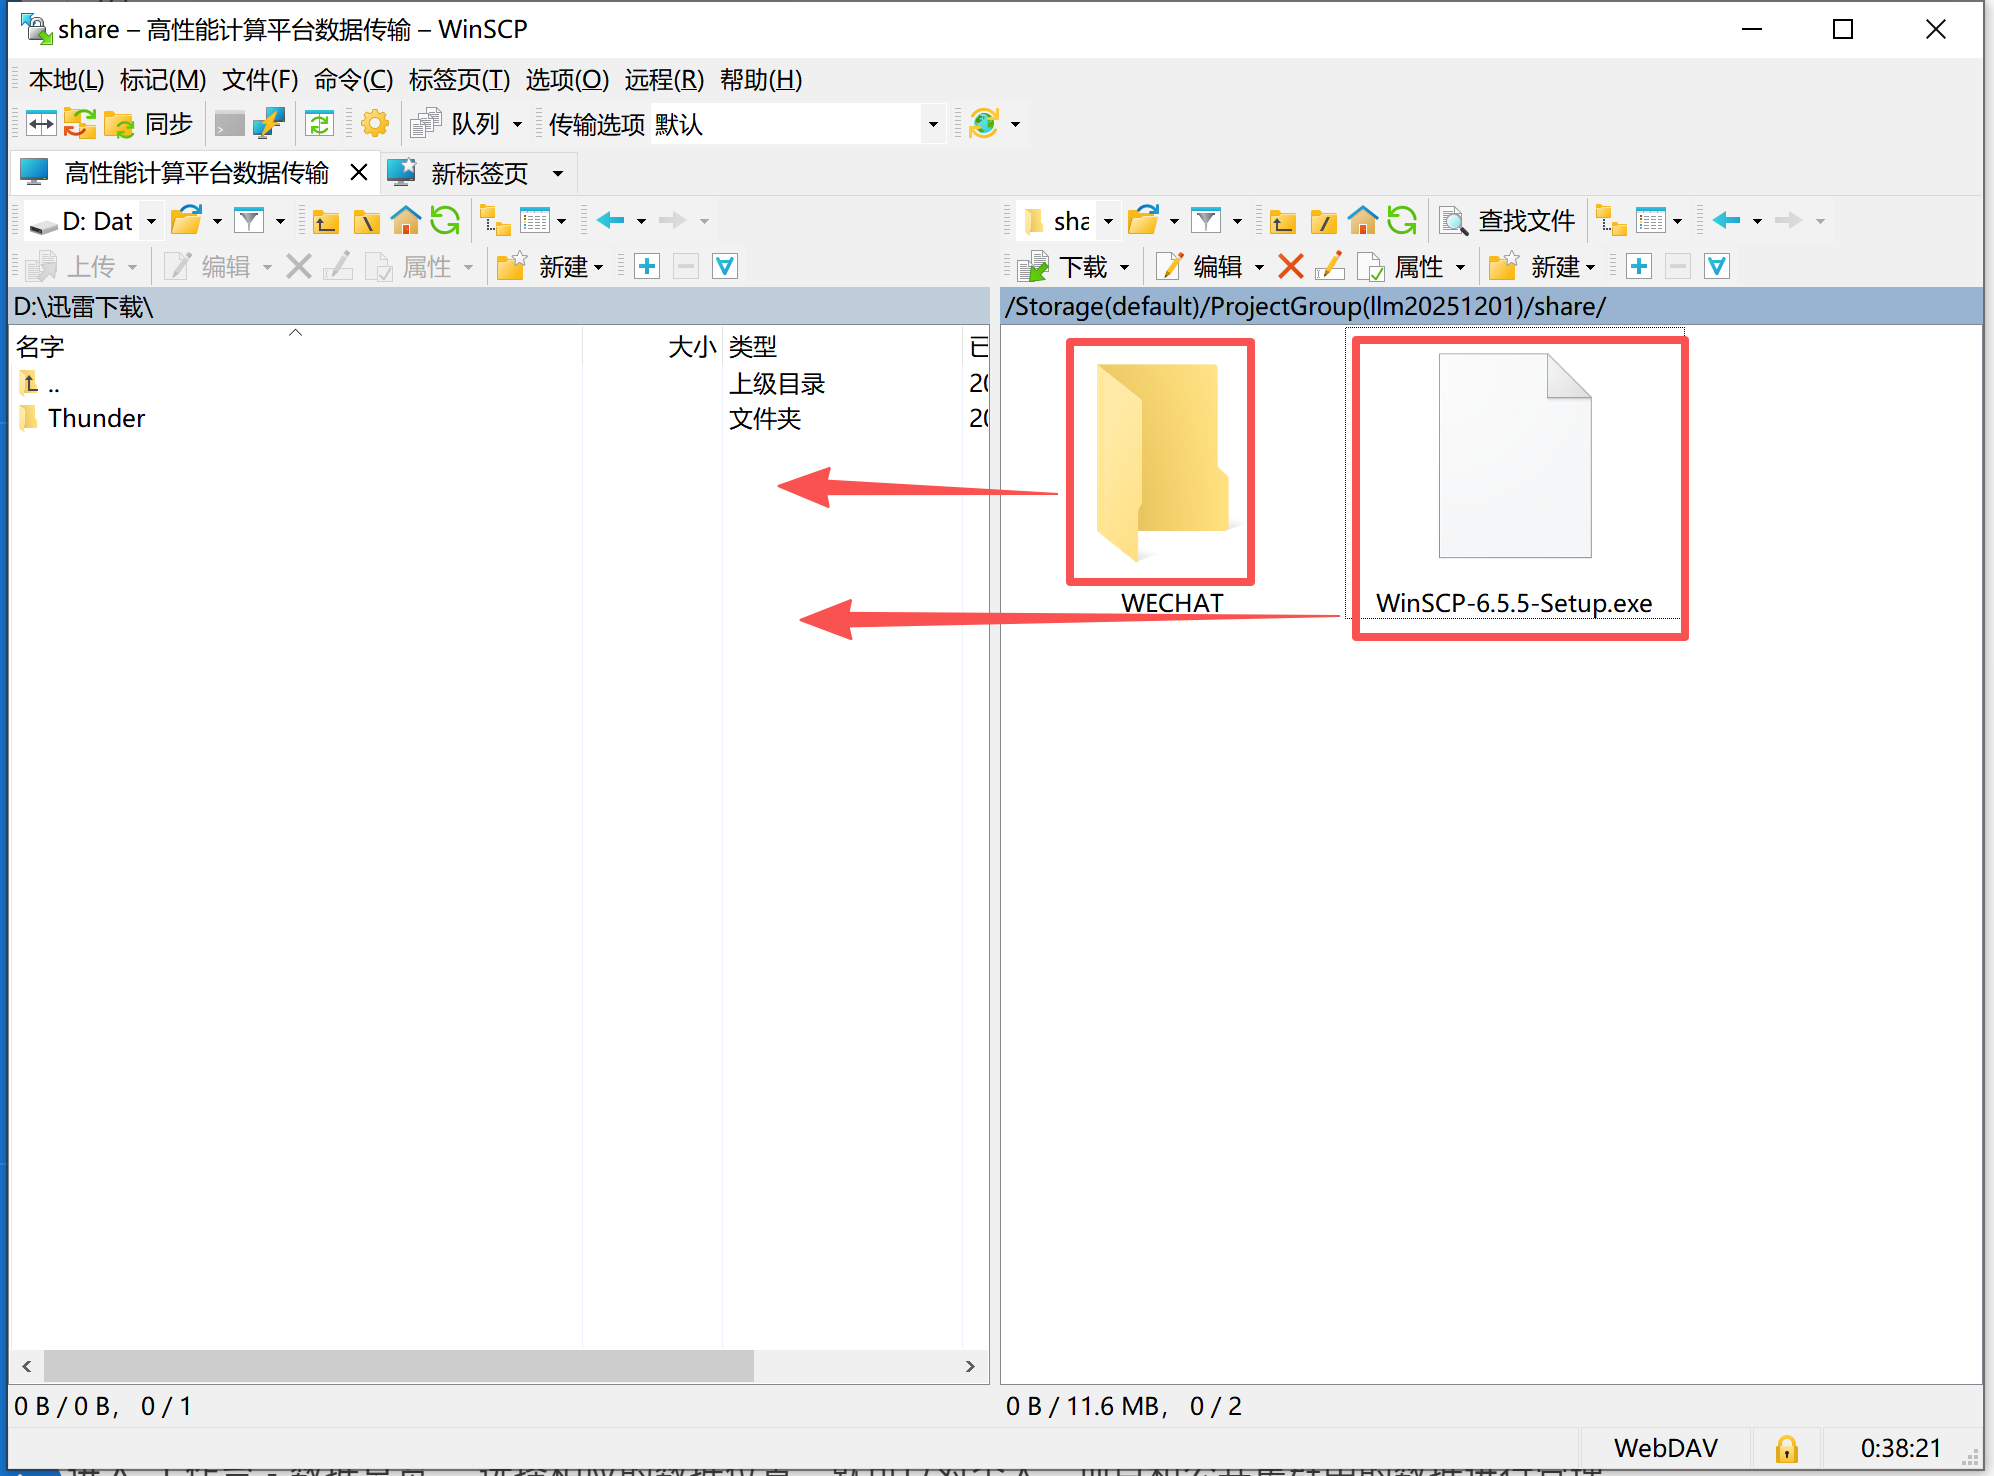 share – 高性能计算平台数据传输 – WinSCP
本地(L) 标记(M) 文件(F) 命令(C) 标签页(T) 选项(O) 远程(R) 帮助(H)
同步 队列 传输选项 默认
高性能计算平台数据传输 新标签页
D: Dat
sha 查找文件
上传 编辑 属性 新建
下载 编辑 属性 新建
D:\迅雷下载\
/Storage(default)/ProjectGroup(llm20251201)/share/
名字 大小 类型 已
.. 上级目录 20
Thunder 文件夹 20
WECHAT
WinSCP-6.5.5-Setup.exe
0 B / 0 B, 0 / 1
0 B / 11.6 MB, 0 / 2
WebDAV 0:38:21